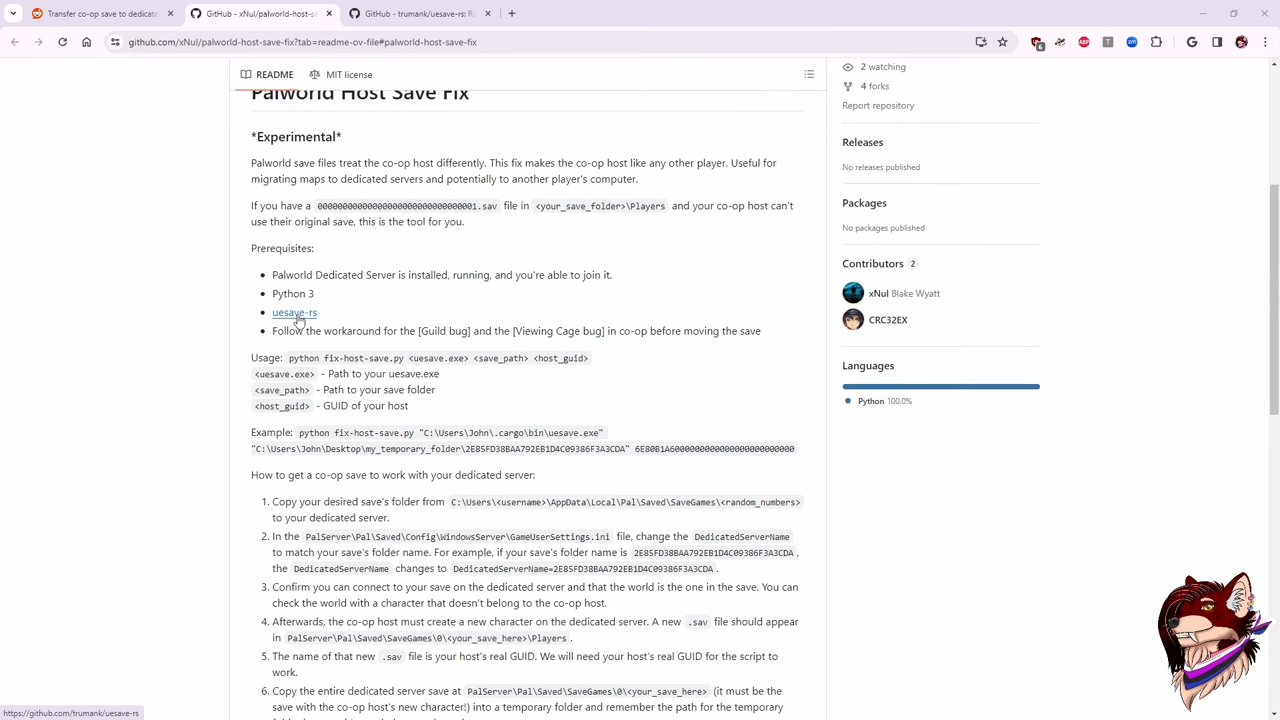 Transfer co-op save to dedicate
GitHub - xNul/palworld-host-sav
GitHub - trumank/uesave-rs: R
github.com/xNul/palworld-host-save-fix?tab=readme-ov-file#palworld-host-save-fix
README
MIT license
Palworld Host Save Fix
*Experimental*
Palworld save files treat the co-op host differently. This fix makes the co-op host like any other player. Useful for
migrating maps to dedicated servers and potentially to another player's computer.
If you have a 00000000000000000000000000000001.sav file in <your_save_folder>\Players and your co-op host can't
use their original save, this is the tool for you.
Prerequisites:
Palworld Dedicated Server is installed, running, and you're able to join it.
Python 3
uesave-rs
Follow the workaround for the [Guild bug] and the [Viewing Cage bug] in co-op before moving the save
Usage: python fix-host-save.py <uesave.exe> <save_path> <host_guid>
<uesave.exe> - Path to your uesave.exe
<save_path> - Path to your save folder
<host_guid> - GUID of your host
Example: python fix-host-save.py "C:\Users\John\.cargo\bin\uesave.exe"
"C:\Users\John\Desktop\my_temporary_folder\2E85FD38BAA792EB1D4C09386F3A3CDA" 6E80B1A6000000000000000000000000
How to get a co-op save to work with your dedicated server:
1. Copy your desired save's folder from C:\Users\<username>\AppData\Local\Pal\Saved\SaveGames\<random_numbers>
to your dedicated server.
2. In the PalServer\Pal\Saved\Config\WindowsServer\GameUserSettings.ini file, change the DedicatedServerName
to match your save's folder name. For example, if your save's folder name is 2E85FD38BAA792EB1D4C09386F3A3CDA,
the DedicatedServerName changes to DedicatedServerName=2E85FD38BAA792EB1D4C09386F3A3CDA.
3. Confirm you can connect to your save on the dedicated server and that the world is the one in the save. You can
check the world with a character that doesn't belong to the co-op host.
4. Afterwards, the co-op host must create a new character on the dedicated server. A new .sav file should appear
in PalServer\Pal\Saved\SaveGames\0\<your_save_here>\Players.
5. The name of that new .sav file is your host's real GUID. We will need your host's real GUID for the script to
work.
6. Copy the entire dedicated server save at PalServer\Pal\Saved\SaveGames\0\<your_save_here> (it must be the
save with the co-op host's new character!) into a temporary folder and remember the path for the temporary
2 watching
4 forks
Report repository
Releases
No releases published
Packages
No packages published
Contributors 2
xNul Blake Wyatt
CRC32EX
Languages
Python 100.0%
https://github.com/trumank/uesave-rs